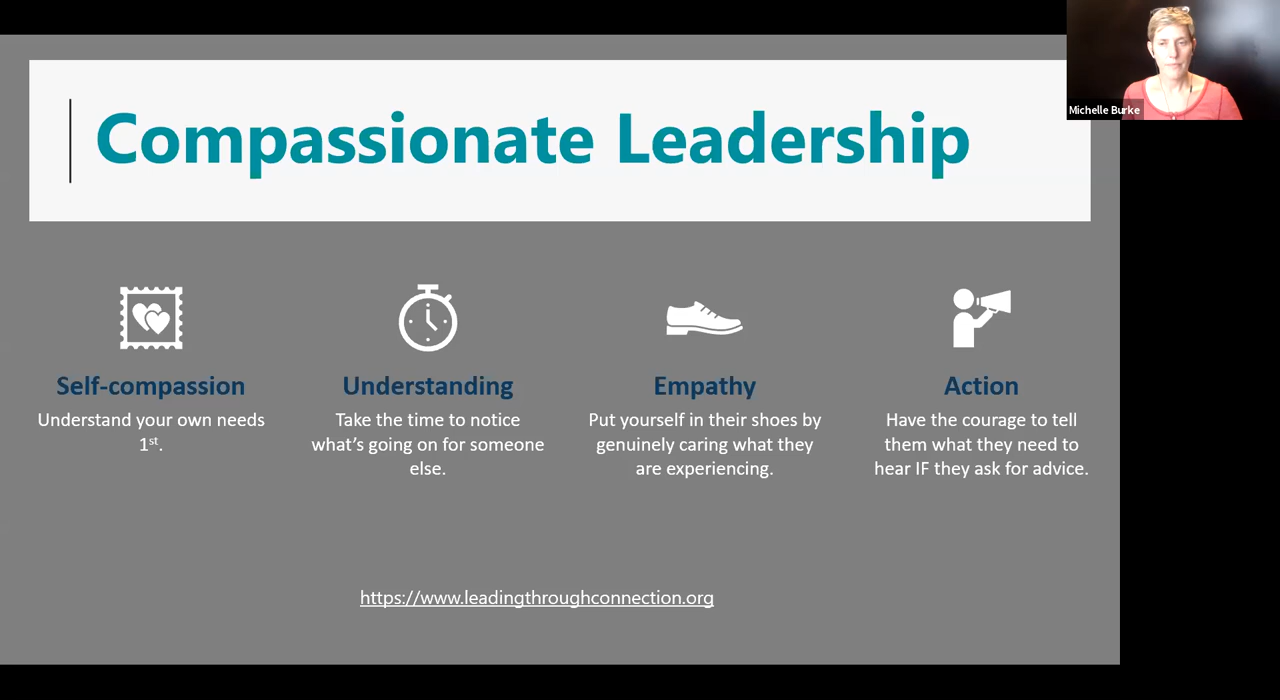 Compassionate Leadership
Michelle Burke
Self-compassion
Understand your own needs
1st.
Understanding
Take the time to notice
what’s going on for someone
else.
Empathy
Put yourself in their shoes by
genuinely caring what they
are experiencing.
Action
Have the courage to tell
them what they need to
hear IF they ask for advice.
https://www.leadingthroughconnection.org